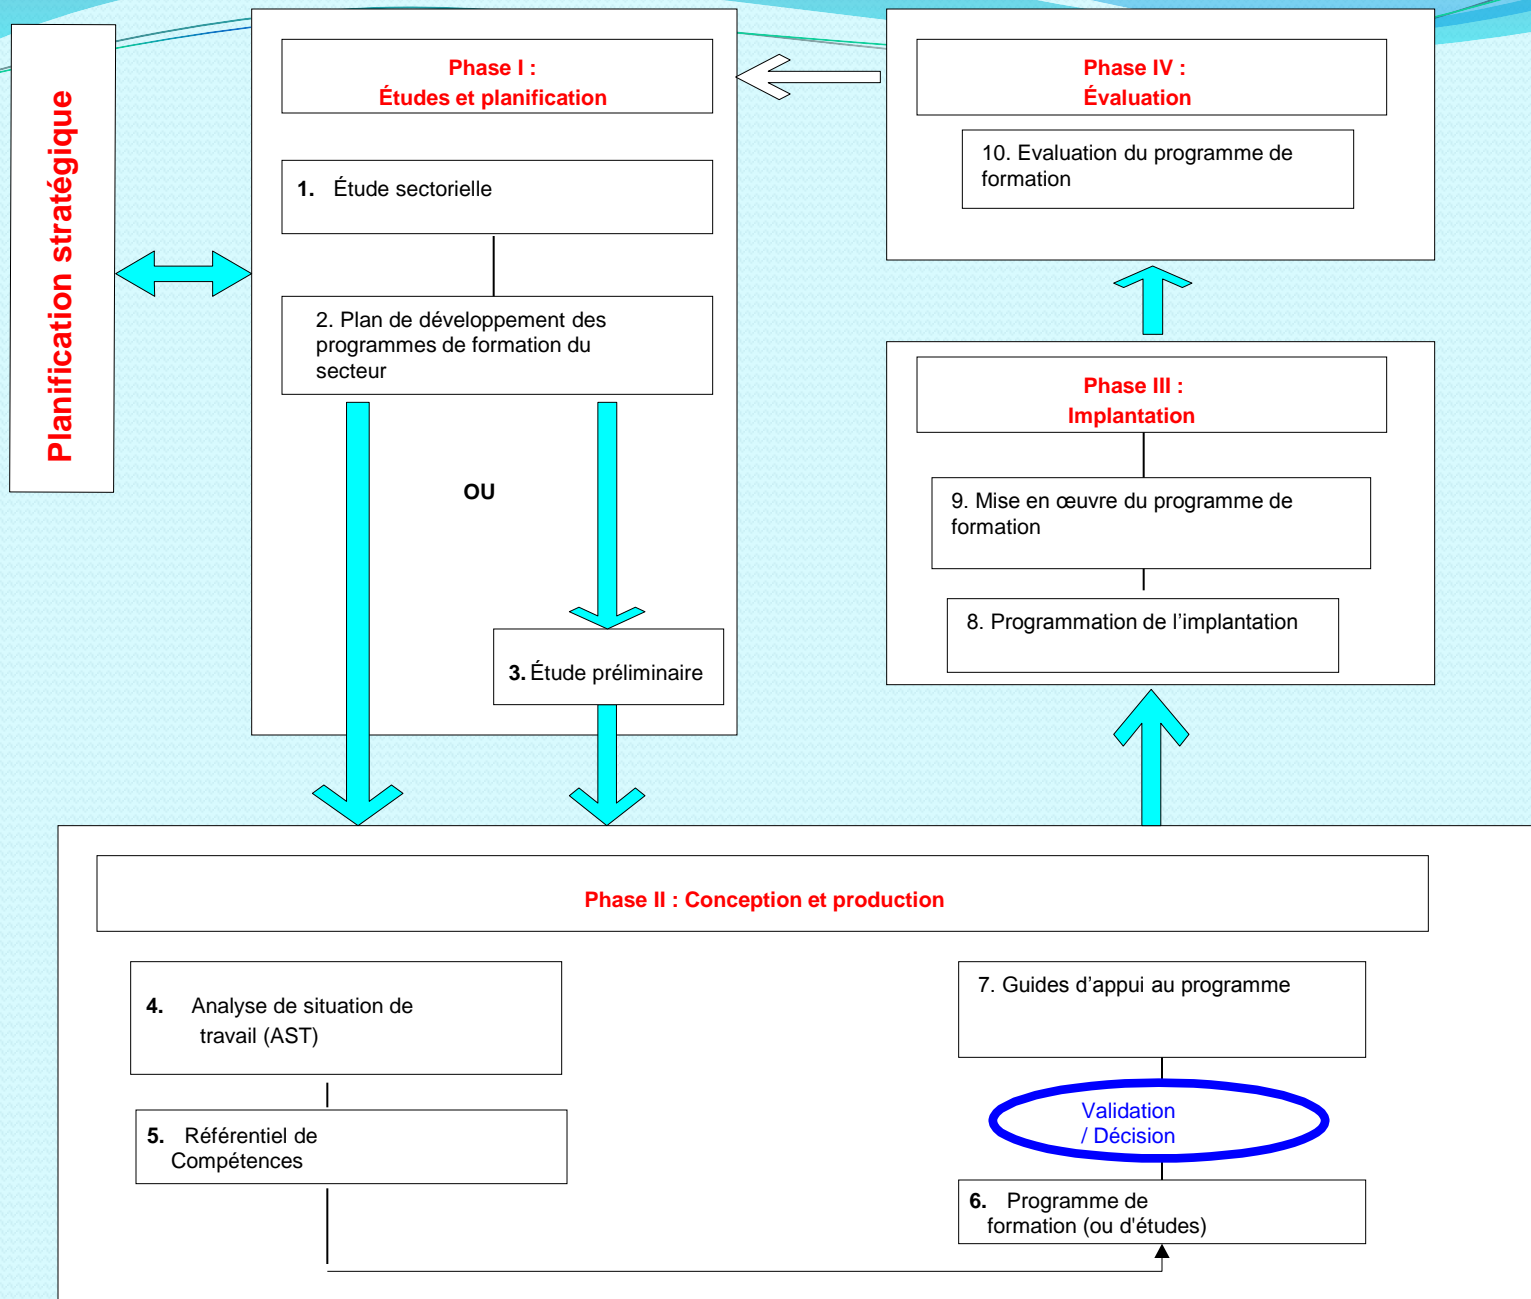 Planification stratégique
Phase I :
Études et planification
1. Étude sectorielle
2. Plan de développement des
programmes de formation du
secteur
OU
3. Étude préliminaire
Phase IV :
Évaluation
10. Evaluation du programme de
formation
Phase III :
Implantation
9. Mise en œuvre du programme de
formation
8. Programmation de l’implantation
Phase II : Conception et production
4. Analyse de situation de
travail (AST)
5. Référentiel de
Compétences
7. Guides d’appui au programme
Validation
/ Décision
6. Programme de
formation (ou d'études)